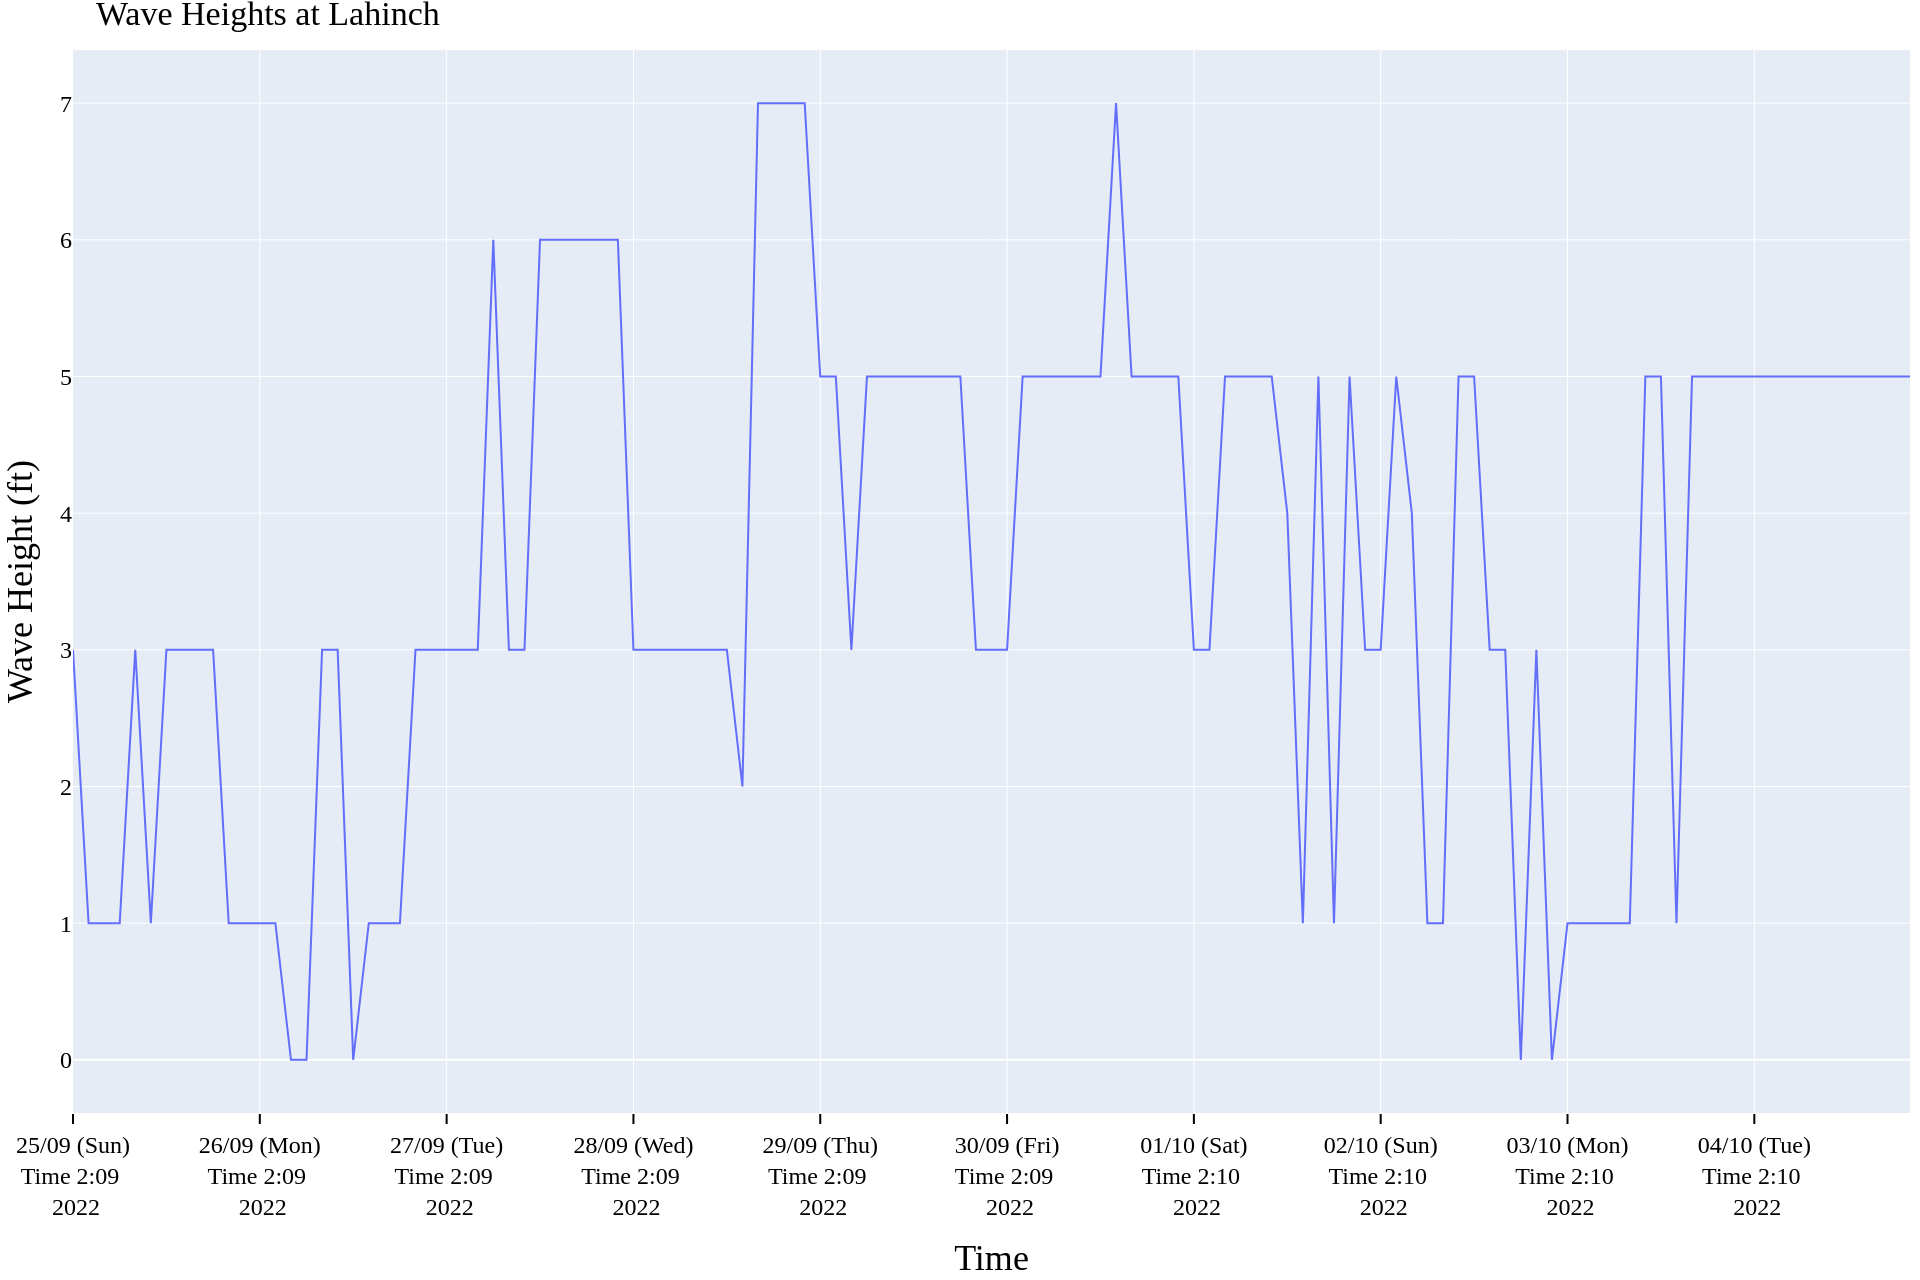 Wave Heights at Lahinch
Wave Height (ft)
7
6
5
4
3
2
1
0
25/09 (Sun) 26/09 (Mon) 27/09 (Tue) 28/09 (Wed) 29/09 (Thu) 30/09 (Fri) 01/10 (Sat) 02/10 (Sun) 03/10 (Mon) 04/10 (Tue)
Time 2:09 Time 2:09 Time 2:09 Time 2:09 Time 2:09 Time 2:09 Time 2:10 Time 2:10 Time 2:10 Time 2:10
2022 2022 2022 2022 2022 2022 2022 2022 2022 2022
Time